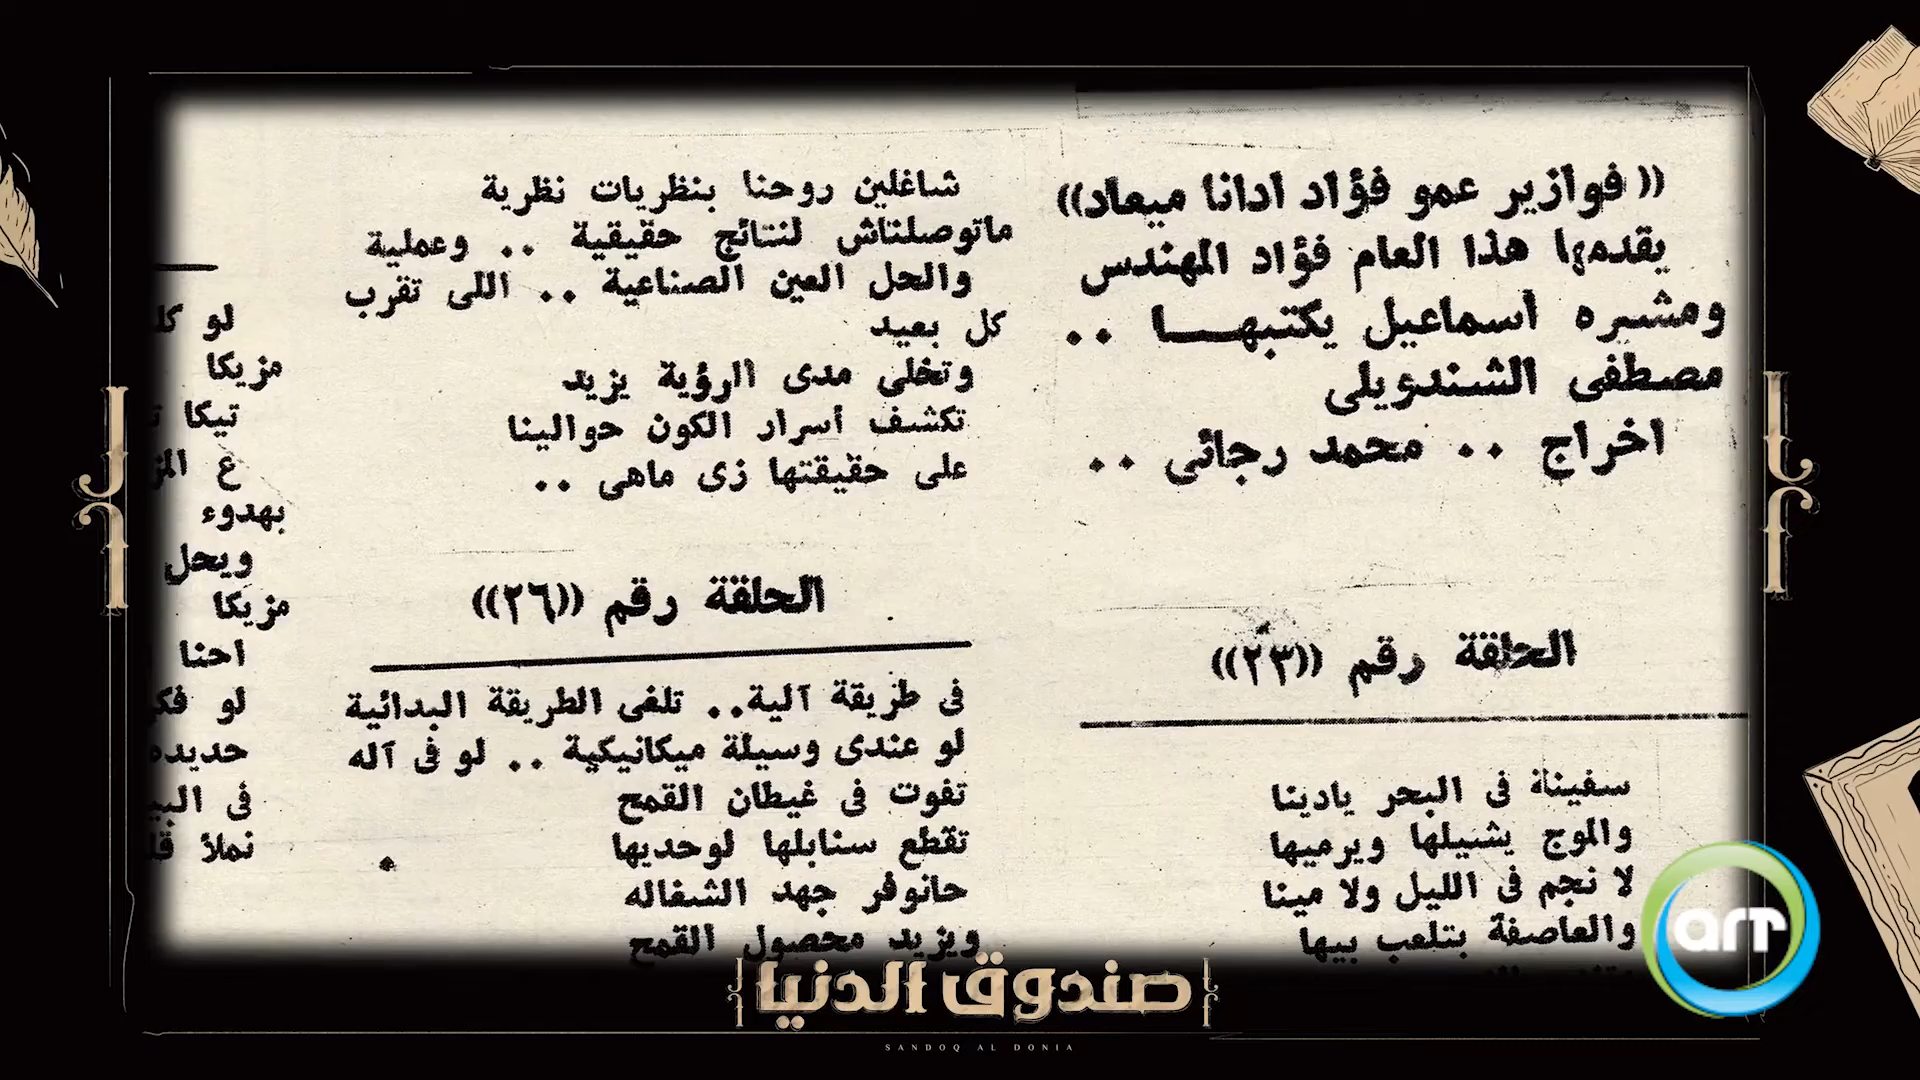 (( فوازير عمو فؤاد ادانا ميعاد))
يقدمها هذا العام فؤاد المهندس
ومشيره أسماعيل يكتبهـــا ..
مصطفى الشندويلى
اخراج .. محمد رجائى ..
الحلقة رقم ((٢٣))
سفينة فى البحر يادينا
والموج يشيلها ويرميها
لا نجم فى الليل ولا مينا
والعاصفة بتلعب بيها
شاغلين روحنا بنظريات نظرية
ماتوصلناش لنتائج حقيقية .. وعملية
والحل العين الصناعية .. اللى تقرب
كل بعيد
وتخلى مدى الرؤية يزيد
تكشف أسرار الكون حوالينا
على حقيقتها زى ماهى ..
الحلقة رقم ((٢٦))
فى طريقة آلية.. تلغى الطريقة البدائية
لو عندى وسيلة ميكانيكية .. لو فى آله
تفوت فى غيطان القمح
تقطع سنابلها لوحديها
حانوفر جهد الشغاله
ويزيد محصول القمح
لو
مزيكا
تيكا
ع
بهدوء
ويحل
مزيكا
احنا
لو
فى
نملأ
صندوق الدنيا
SANDOQ AL DONIA
art